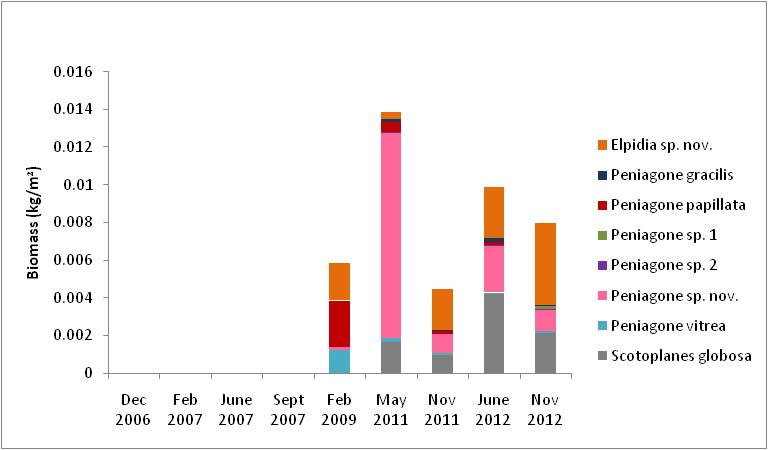 0.016
0.014
0.012
0.01
0.008
0.006
0.004
0.002
0
Biomass (kg/m²)
Dec 2006
Feb 2007
June 2007
Sept 2007
Feb 2009
May 2011
Nov 2011
June 2012
Nov 2012
Elpidia sp. nov.
Peniagone gracilis
Peniagone papillata
Peniagone sp. 1
Peniagone sp. 2
Peniagone sp. nov.
Peniagone vitrea
Scotoplanes globosa